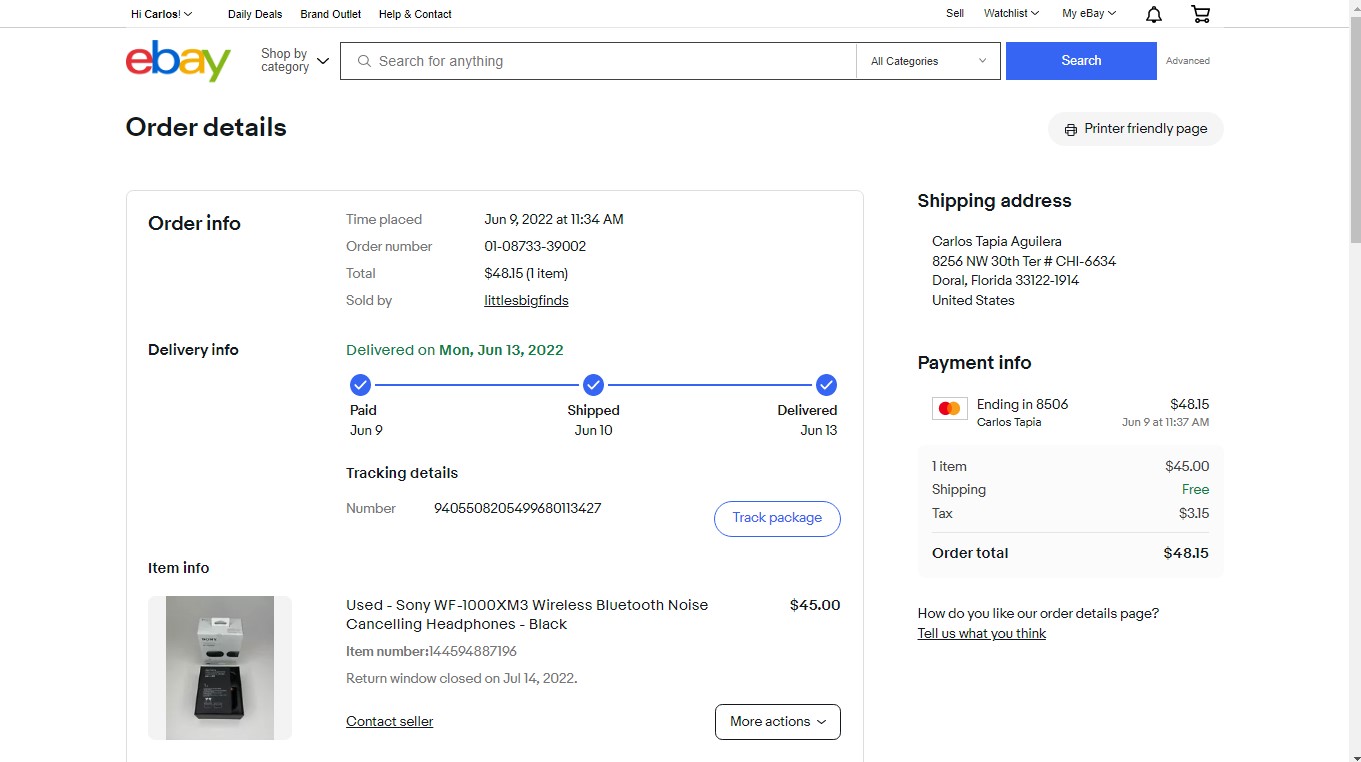 Hi Carlos!
Daily Deals
Brand Outlet
Help & Contact
Sell
Watchlist
My eBay
ebay
Shop by
category
Search for anything
All Categories
Search
Advanced
Order details
Printer friendly page
Order info
Time placed Jun 9, 2022 at 11:34 AM
Order number 01-08733-39002
Total $48.15 (1 item)
Sold by littlesbigfinds
Delivery info
Delivered on Mon, Jun 13, 2022
Paid Shipped Delivered
Jun 9 Jun 10 Jun 13
Tracking details
Number 9405508205499680113427
Track package
Item info
SONY
Used - Sony WF-1000XM3 Wireless Bluetooth Noise
Cancelling Headphones - Black
$45.00
Item number:144594887196
Return window closed on Jul 14, 2022.
Contact seller
More actions
Shipping address
Carlos Tapia Aguilera
8256 NW 30th Ter # CHI-6634
Doral, Florida 33122-1914
United States
Payment info
Ending in 8506 $48.15
Carlos Tapia Jun 9 at 11:37 AM
1 item $45.00
Shipping Free
Tax $3.15
Order total $48.15
How do you like our order details page?
Tell us what you think